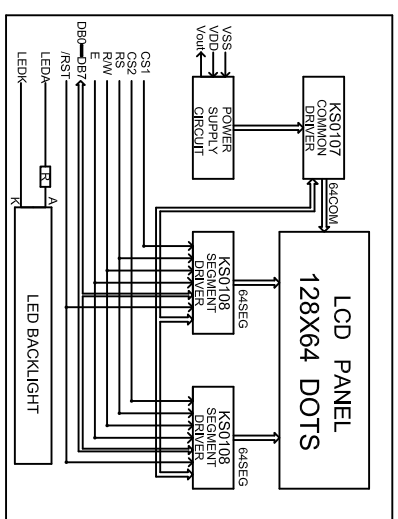 VSS
VDD
Vout
POWER
SUPPLY
CIRCUIT
KS0107
COMMON
DRIVER
64COM
LCD PANEL
128X64 DOTS
CS1
CS2
RS
R/W
E
DB0 DB7
/RST
KS0108
SEGMENT
DRIVER
64SEG
KS0108
SEGMENT
DRIVER
64SEG
LEDA
R
A
LEDK
K
LED BACKLIGHT